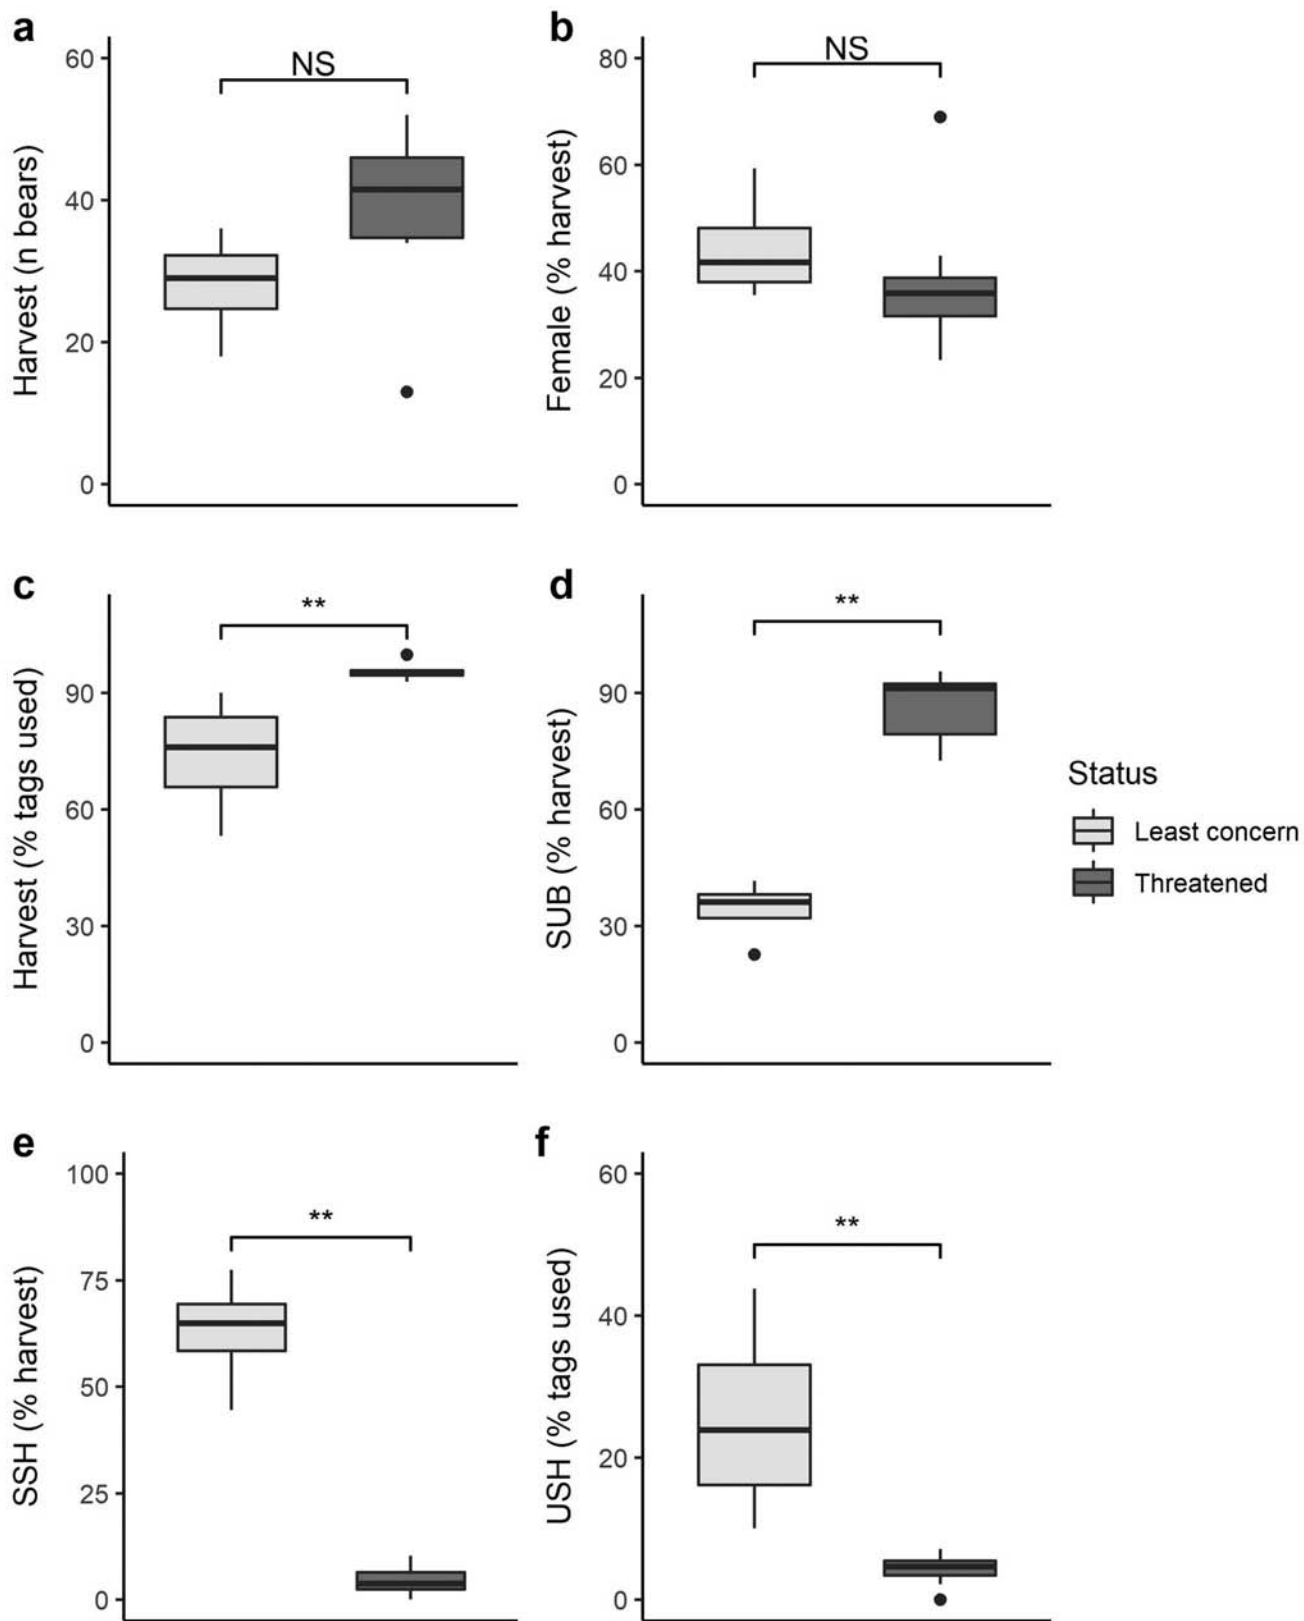 a
NS
Harvest (n bears)
60
40
20
0
b
NS
Female (% harvest)
80
60
40
20
0
c
**
Harvest (% tags used)
90
60
30
0
d
**
SUB (% harvest)
90
60
30
0
Status
Least concern
Threatened
e
**
SSH (% harvest)
100
75
50
25
0
f
**
USH (% tags used)
60
40
20
0